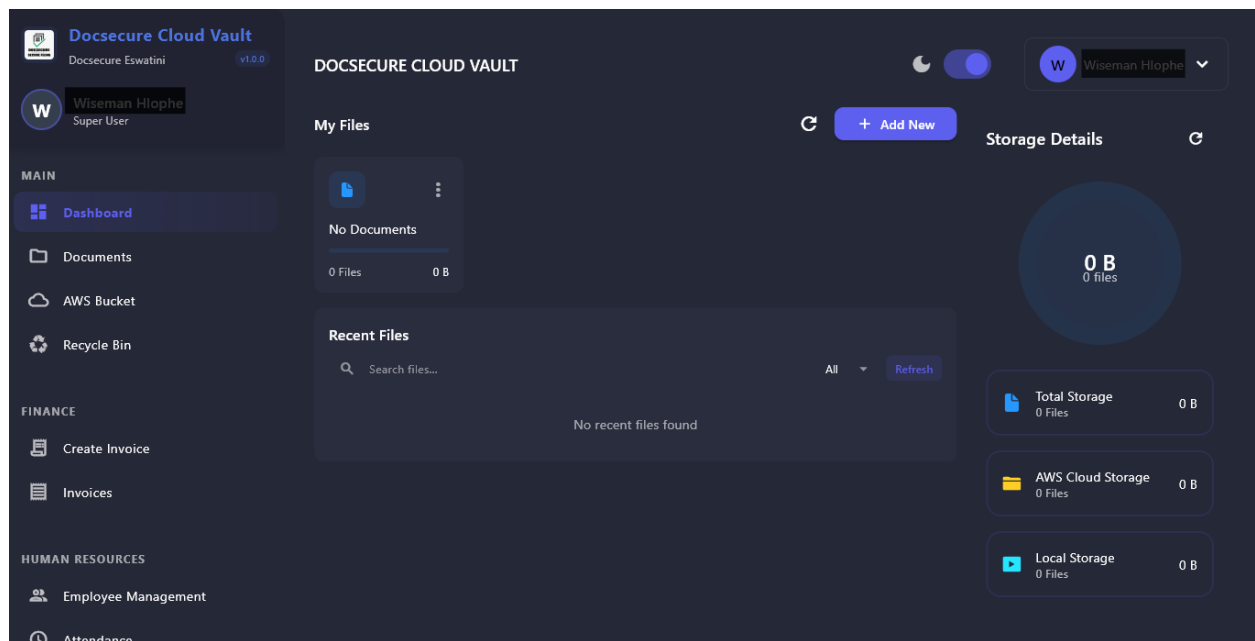 Docsecure Cloud Vault
Docsecure Eswatini
v1.0.0
W
Wiseman Hlophe
Super User
MAIN
Dashboard
Documents
AWS Bucket
Recycle Bin
FINANCE
Create Invoice
Invoices
HUMAN RESOURCES
Employee Management
Attendance
DOCSECURE CLOUD VAULT
W
Wiseman Hlophe
My Files
+ Add New
No Documents
0 Files
0 B
Recent Files
Search files...
All
Refresh
No recent files found
Storage Details
0 B
0 files
Total Storage
0 Files
0 B
AWS Cloud Storage
0 Files
0 B
Local Storage
0 Files
0 B